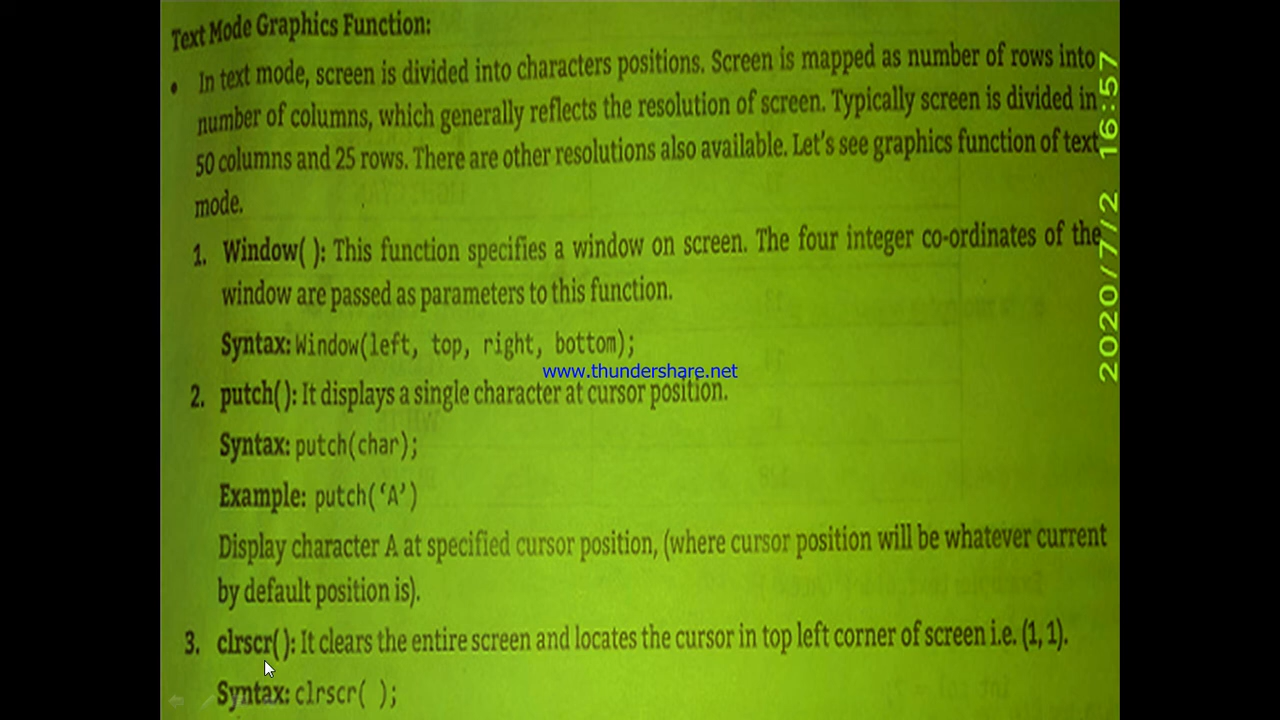 Text Mode Graphics Function:
• In text mode, screen is divided into characters positions. Screen is mapped as number of rows into
number of columns, which generally reflects the resolution of screen. Typically screen is divided in
50 columns and 25 rows. There are other resolutions also available. Let's see graphics function of text
mode.
1. Window( ): This function specifies a window on screen. The four integer co-ordinates of the
window are passed as parameters to this function.
Syntax: Window(left, top, right, bottom);
www.thundershare.net
2. putch(): It displays a single character at cursor position.
Syntax: putch(char);
Example: putch(‘A’)
Display character A at specified cursor position, (where cursor position will be whatever current
by default position is).
3. clrscr( ): It clears the entire screen and locates the cursor in top left corner of screen i.e. (1, 1).
Syntax: clrscr( );
2020/7/2 16:57